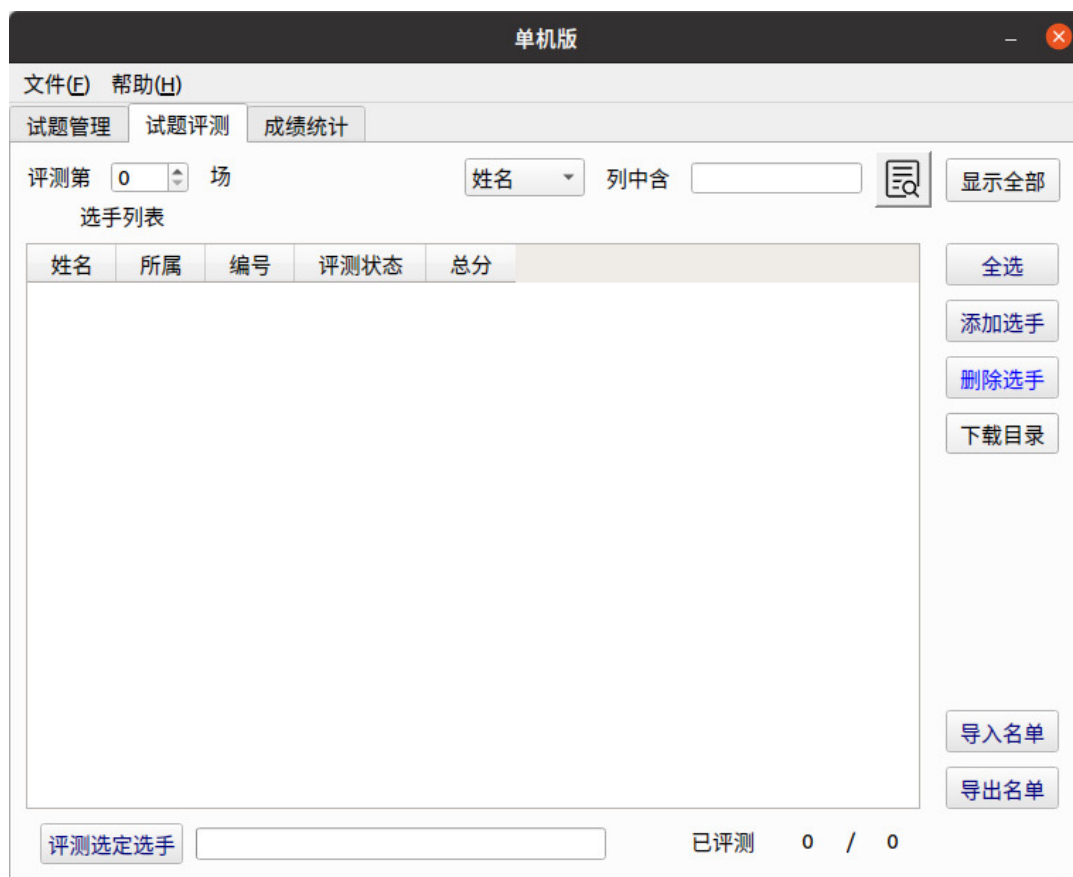 单机版
文件(F) 帮助(H)
试题管理 试题评测 成绩统计
评测第 0 场 姓名 列中含 显示全部
选手列表
姓名 所属 编号 评测状态 总分 全选
添加选手
删除选手
下载目录
导入名单
导出名单
评测选定选手 已评测 0 / 0